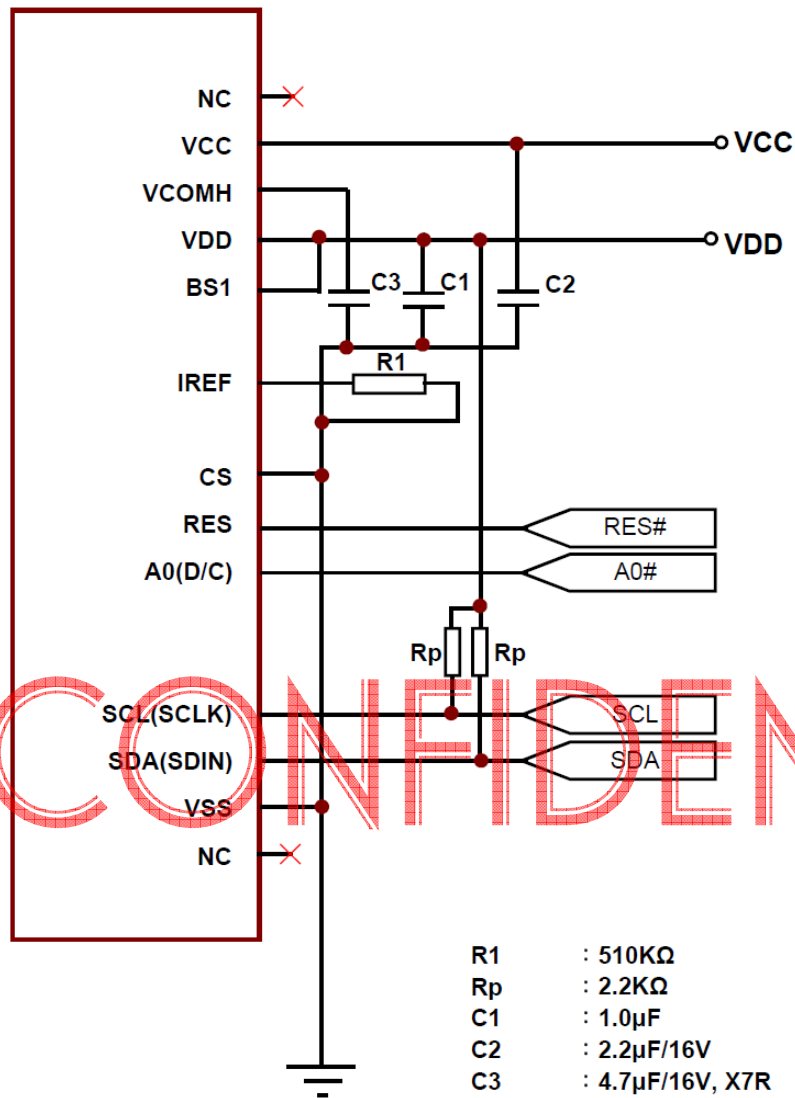 NC
VCC
VCC
VCOMH
VDD
VDD
BS1
C3
C1
C2
R1
IREF
CS
RES
RES#
A0(D/C)
A0#
Rp
Rp
SCL(SCLK)
SCL
CONFIDEN
SDA(SDIN)
SDA
VSS
NC
R1 : 510KΩ
Rp : 2.2KΩ
C1 : 1.0µF
C2 : 2.2µF/16V
C3 : 4.7µF/16V, X7R